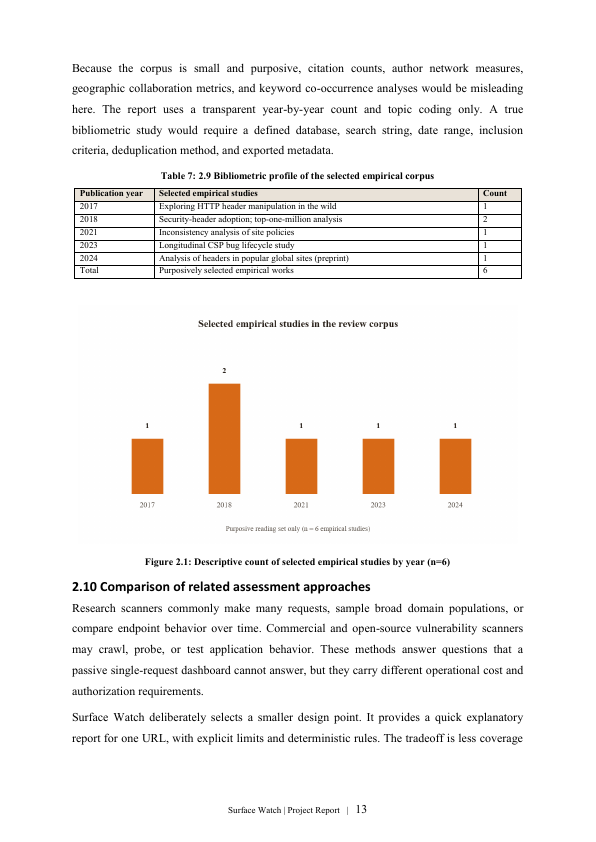 Because the corpus is small and purposive, citation counts, author network measures,
geographic collaboration metrics, and keyword co-occurrence analyses would be misleading
here. The report uses a transparent year-by-year count and topic coding only. A true
bibliometric study would require a defined database, search string, date range, inclusion
criteria, deduplication method, and exported metadata.
Table 7: 2.9 Bibliometric profile of the selected empirical corpus
Publication year Selected empirical studies Count
2017 Exploring HTTP header manipulation in the wild 1
2018 Security-header adoption; top-one-million analysis 2
2021 Inconsistency analysis of site policies 1
2023 Longitudinal CSP bug lifecycle study 1
2024 Analysis of headers in popular global sites (preprint) 1
Total Purposively selected empirical works 6
Selected empirical studies in the review corpus
2
1 1 1 1
2017 2018 2021 2023 2024
Purposive reading set only (n = 6 empirical studies)
Figure 2.1: Descriptive count of selected empirical studies by year (n=6)
2.10 Comparison of related assessment approaches
Research scanners commonly make many requests, sample broad domain populations, or
compare endpoint behavior over time. Commercial and open-source vulnerability scanners
may crawl, probe, or test application behavior. These methods answer questions that a
passive single-request dashboard cannot answer, but they carry different operational cost and
authorization requirements.
Surface Watch deliberately selects a smaller design point. It provides a quick explanatory
report for one URL, with explicit limits and deterministic rules. The tradeoff is less coverage
Surface Watch | Project Report | 13